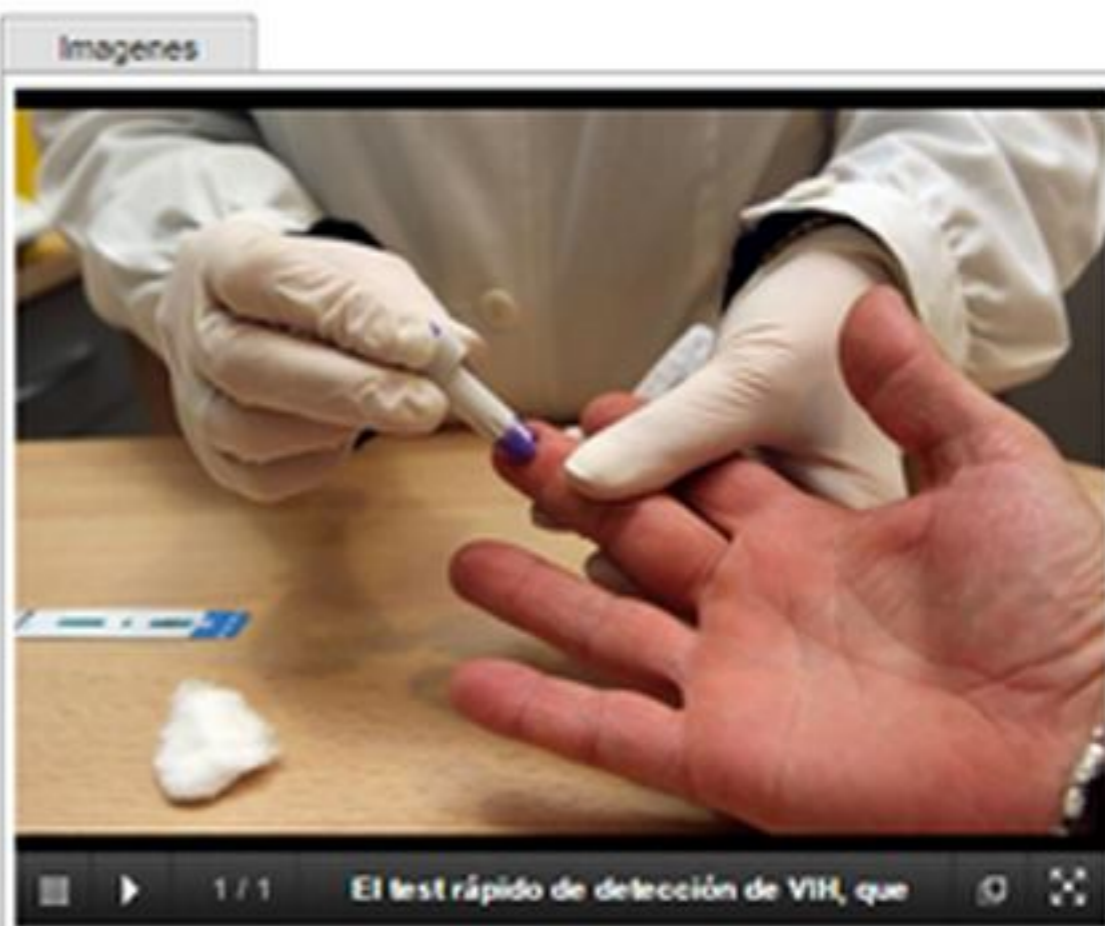 Imagenes
1 / 1 El test rápido de detección de VIH, que